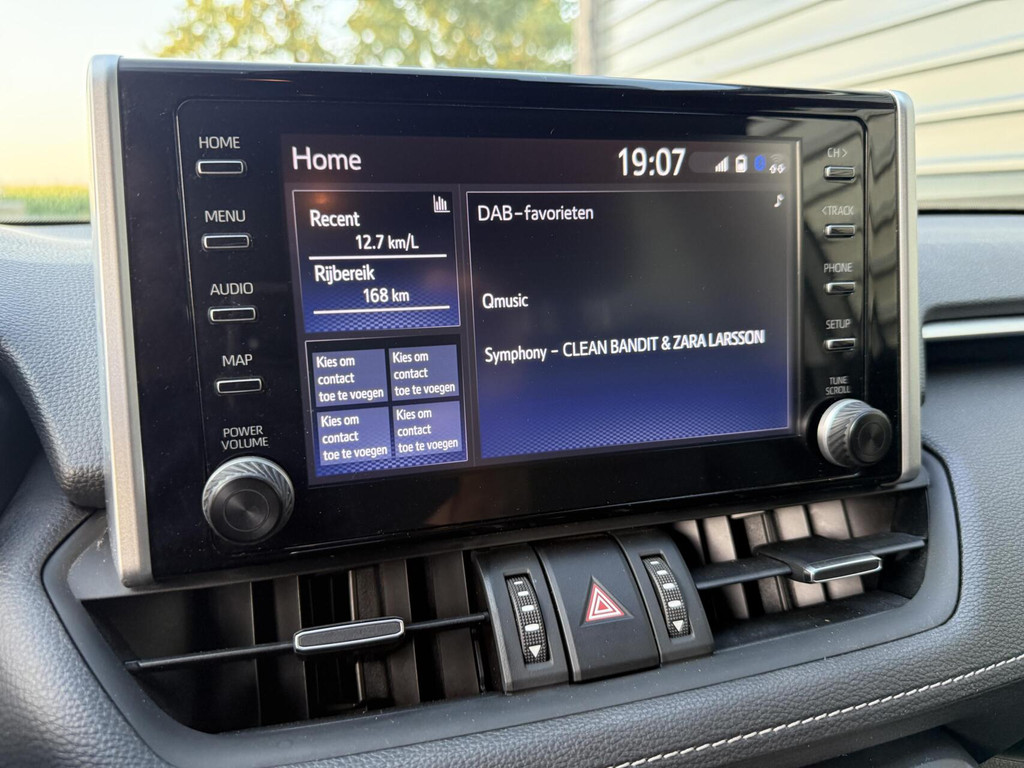 HOME
MENU
AUDIO
MAP
POWER
VOLUME
Home
19:07
Recent
12.7 km/L
Rijbereik
168 km
Kies om
contact
toe te voegen
Kies om
contact
toe te voegen
Kies om
contact
toe te voegen
Kies om
contact
toe te voegen
DAB-favorieten
Qmusic
Symphony - CLEAN BANDIT & ZARA LARSSON
CH >
< TRACK
PHONE
SETUP
TUNE
SCROLL